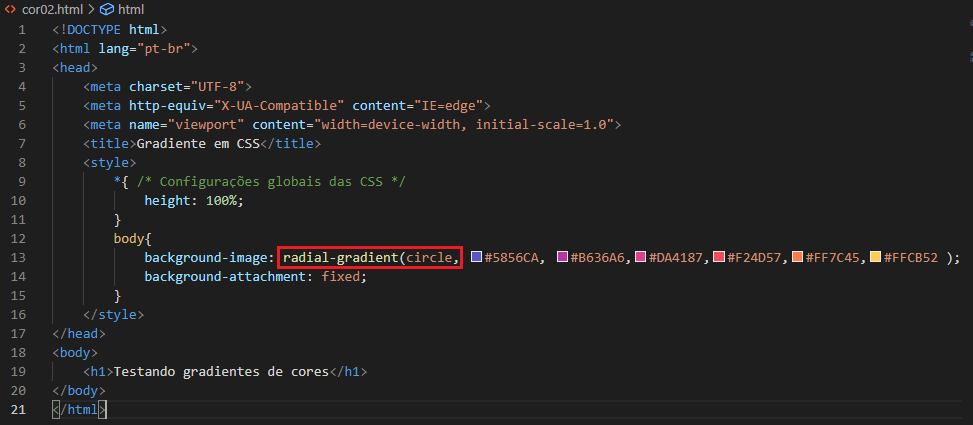 cor02.html > html
1 <!DOCTYPE html>
2 <html lang="pt-br">
3 <head>
4 <meta charset="UTF-8">
5 <meta http-equiv="X-UA-Compatible" content="IE=edge">
6 <meta name="viewport" content="width=device-width, initial-scale=1.0">
7 <title>Gradiente em CSS</title>
8 <style>
9 *{ /* Configurações globais das CSS */
10 height: 100%;
11 }
12 body{
13 background-image: radial-gradient(circle, #5856CA, #B636A6,#DA4187,#F24D57,#FF7C45,#FFCB52 );
14 background-attachment: fixed;
15 }
16 </style>
17 </head>
18 <body>
19 <h1>Testando gradientes de cores</h1>
20 </body>
21 </html>